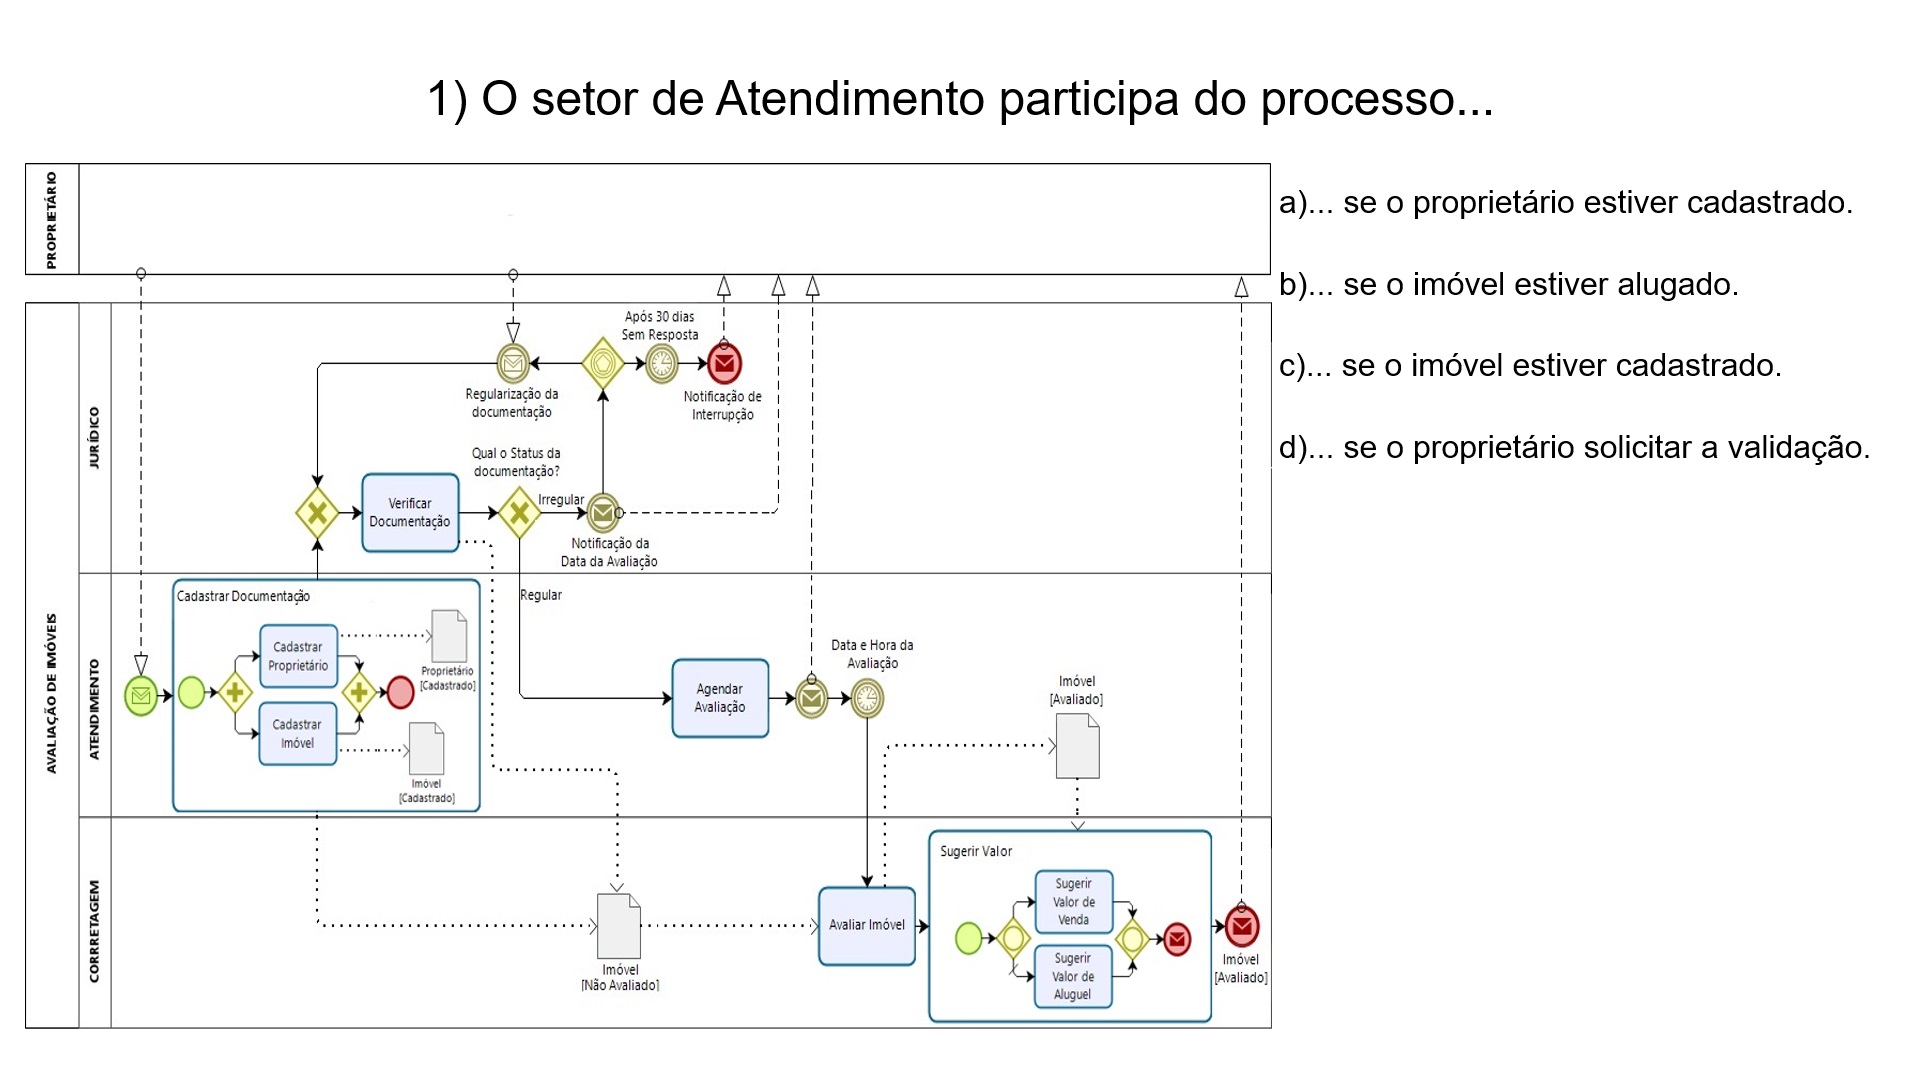 1) O setor de Atendimento participa do processo...
PROPRIETÁRIO
a)... se o proprietário estiver cadastrado.
b)... se o imóvel estiver alugado.
c)... se o imóvel estiver cadastrado.
d)... se o proprietário solicitar a validação.
AVALIAÇÃO DE IMÓVEIS
JURÍDICO
Após 30 dias
Sem Resposta
Regularização da
documentação
Notificação de
Interrupção
Qual o Status da
documentação?
Verificar
Documentação
Irregular
Notificação da
Data da Avaliação
ATENDIMENTO
Cadastrar Documentação
Regular
Cadastrar
Proprietário
Proprietário
[Cadastrado]
Cadastrar
Imóvel
Imóvel
[Cadastrado]
Agendar
Avaliação
Data e Hora da
Avaliação
Imóvel
[Avaliado]
CORRETAGEM
Imóvel
[Não Avaliado]
Avaliar Imóvel
Sugerir Valor
Sugerir
Valor de
Venda
Sugerir
Valor de
Aluguel
Imóvel
[Avaliado]